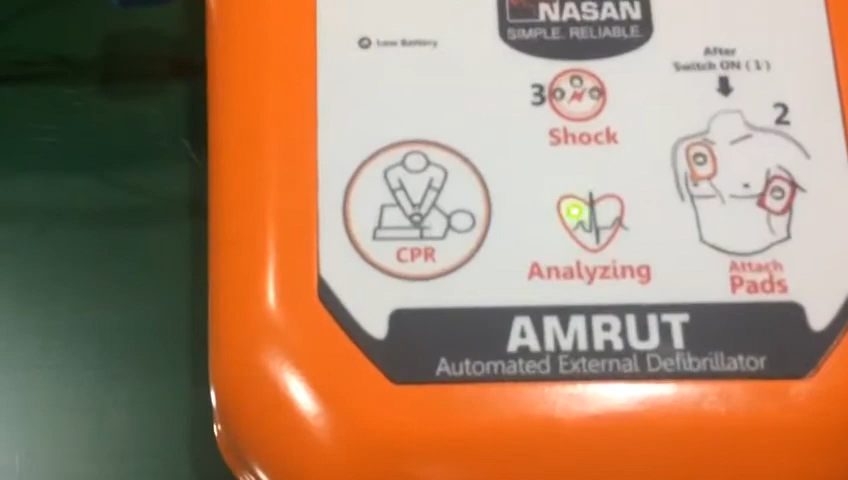 NASAN
SIMPLE. RELIABLE.
Low Battery
After
Switch ON (1)
3
Shock
2
CPR
Analyzing
Attach
Pads
AMRUT
Automated External Defibrillator